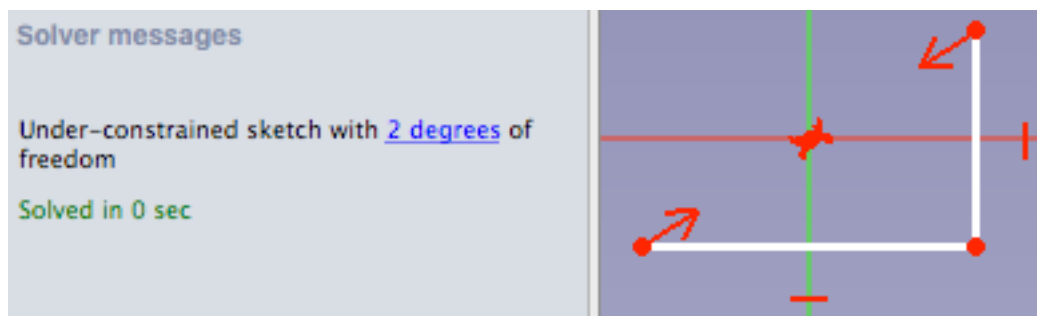 Solver messages
Under-constrained sketch with 2 degrees of
freedom
Solved in 0 sec